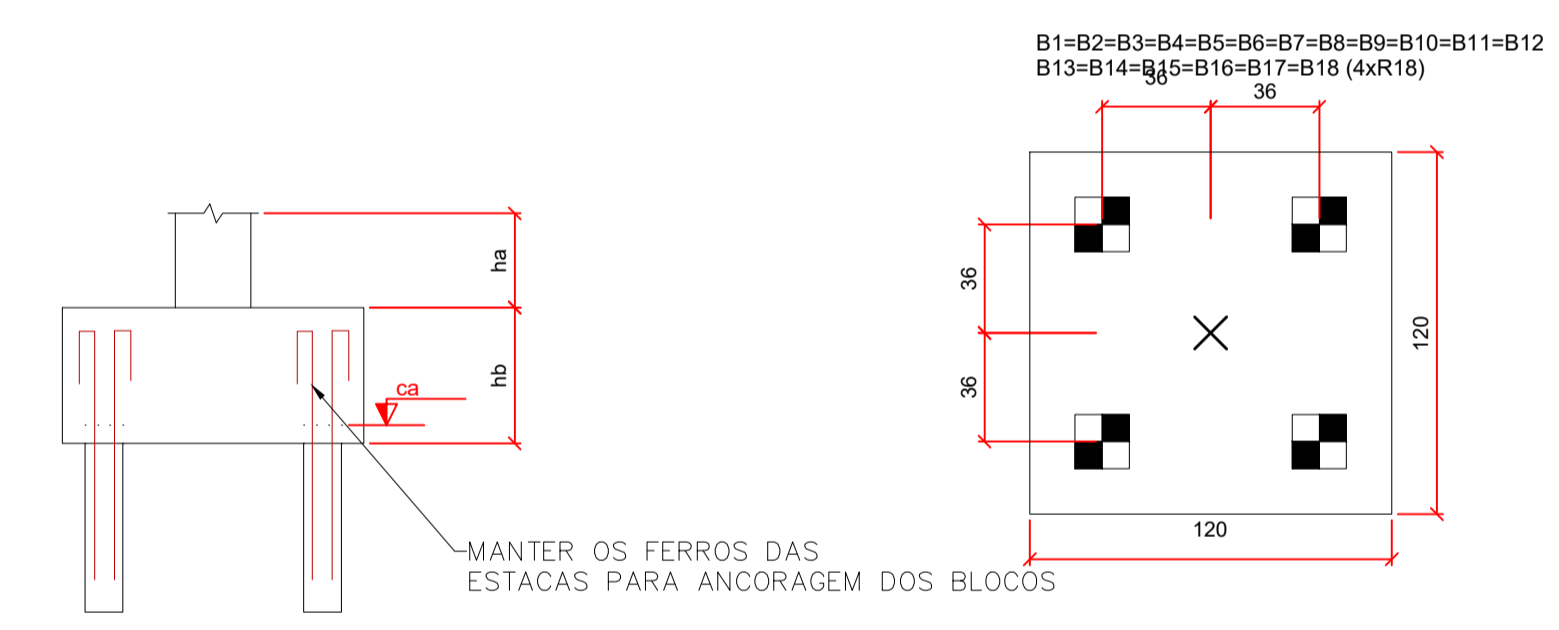 B1=B2=B3=B4=B5=B6=B7=B8=B9=B10=B11=B12
B13=B14=B15=B16=B17=B18 (4xR18)
36
36
ha
hb
ca
36
36
120
120
MANTER OS FERROS DAS
ESTACAS PARA ANCORAGEM DOS BLOCOS